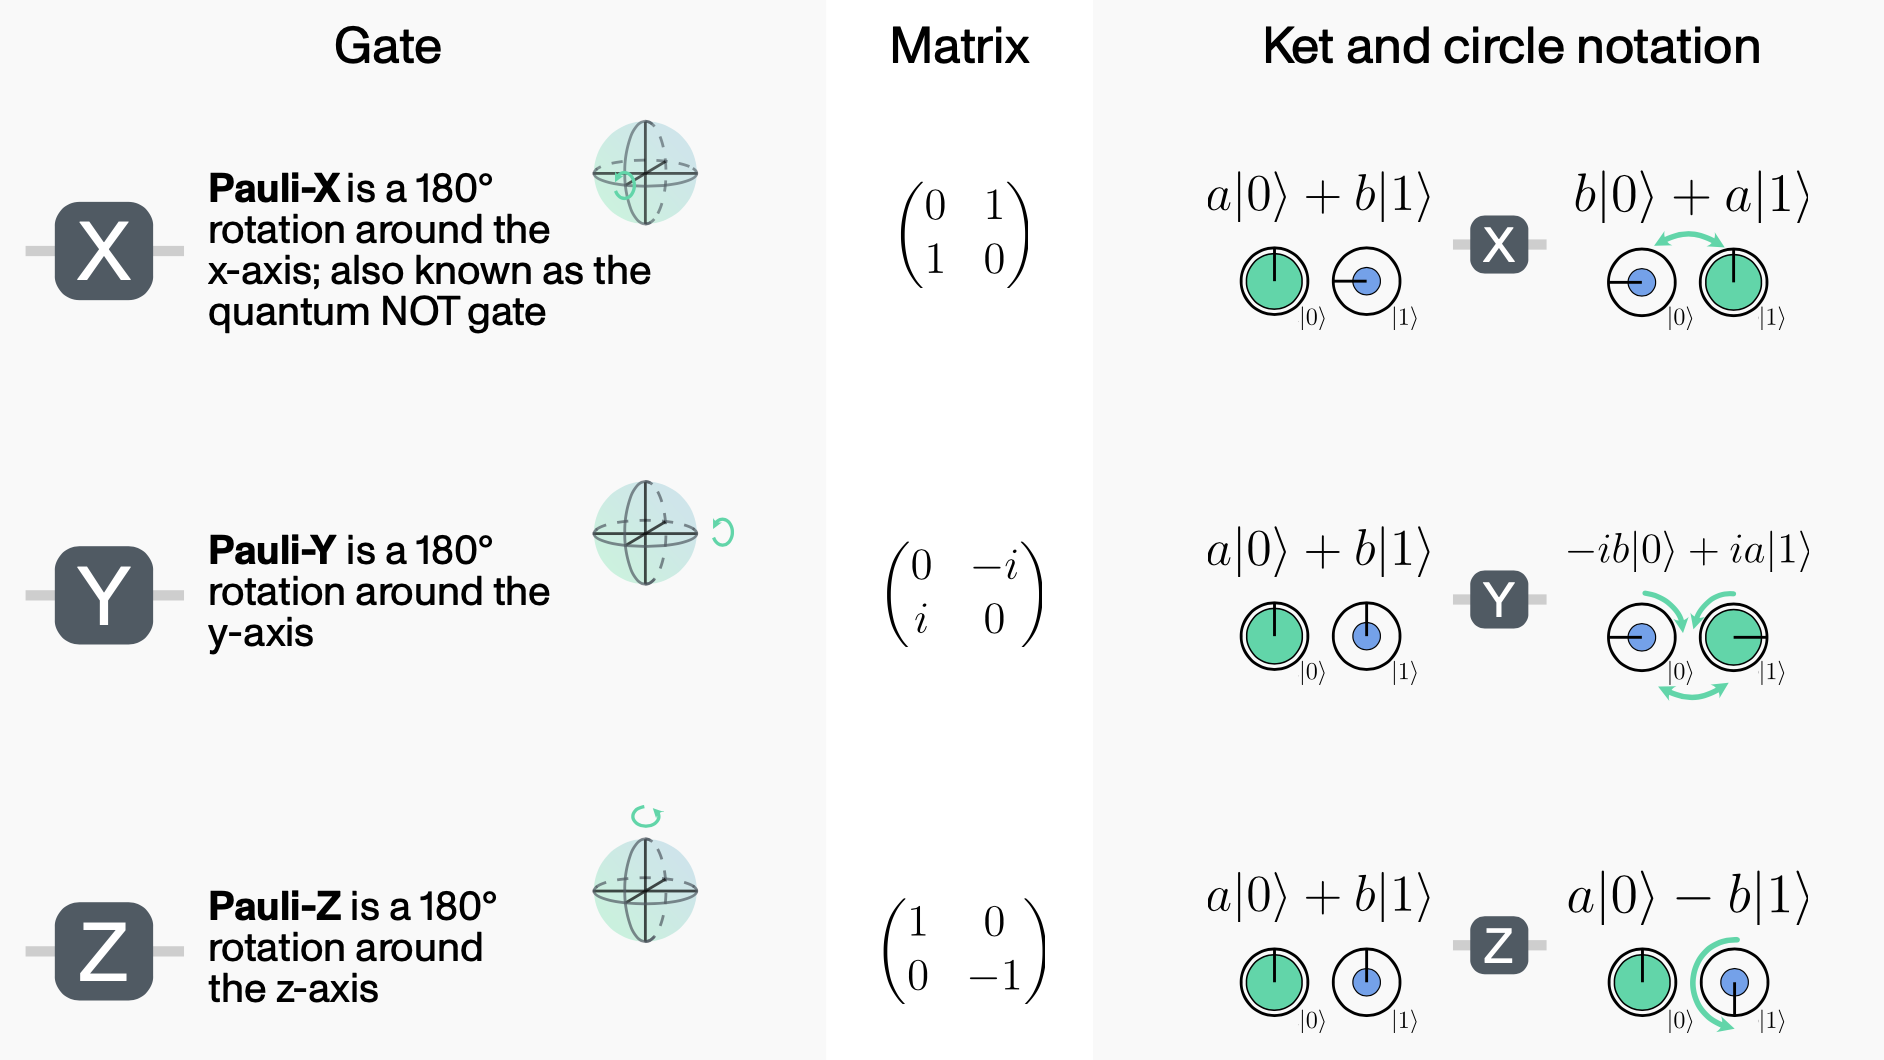 Gate
Matrix
Ket and circle notation
X
Pauli-X is a 180°
rotation around the
x-axis; also known as the
quantum NOT gate
0 1
1 0
a|0⟩ + b|1⟩
X
b|0⟩ + a|1⟩
|0⟩ |1⟩ |0⟩ |1⟩
Y
Pauli-Y is a 180°
rotation around the
y-axis
0 −i
i 0
a|0⟩ + b|1⟩
Y
−ib|0⟩ + ia|1⟩
|0⟩ |1⟩ |0⟩ |1⟩
Z
Pauli-Z is a 180°
rotation around
the z-axis
1 0
0 −1
a|0⟩ + b|1⟩
Z
a|0⟩ − b|1⟩
|0⟩ |1⟩ |0⟩ |1⟩